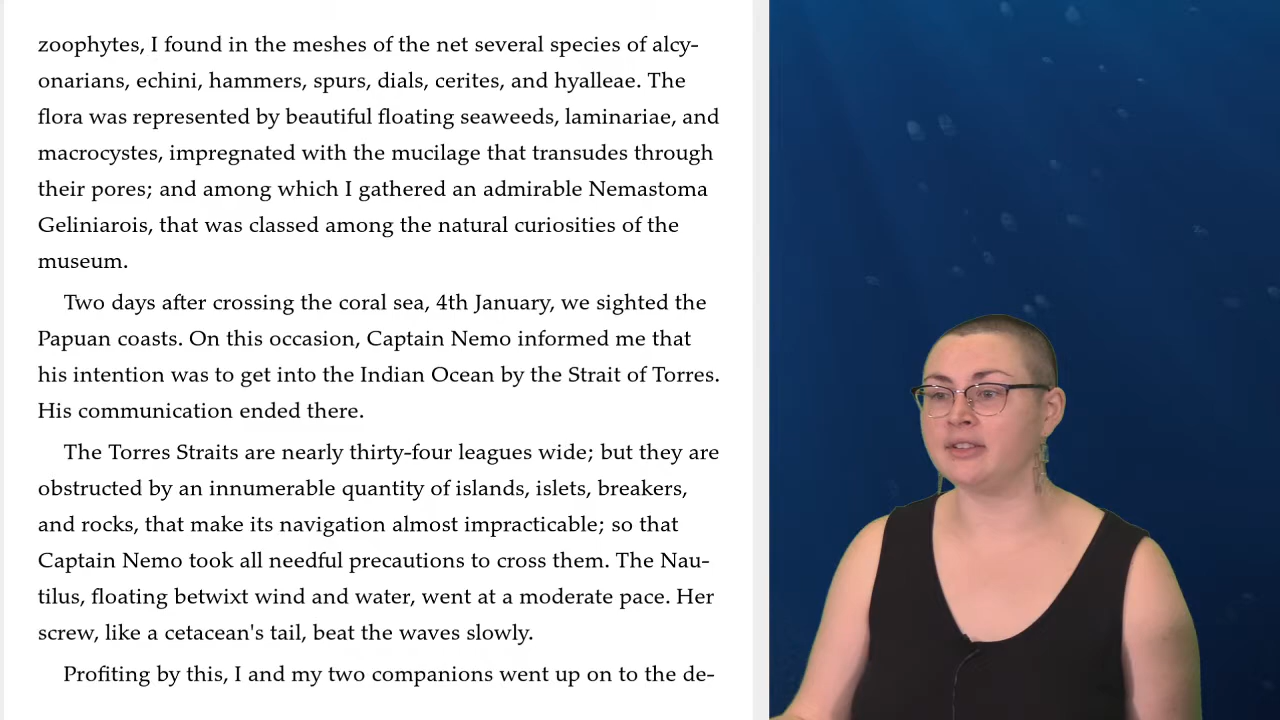 zoophytes, I found in the meshes of the net several species of alcy-
onarians, echini, hammers, spurs, dials, cerites, and hyalleae. The
flora was represented by beautiful floating seaweeds, laminariae, and
macrocystes, impregnated with the mucilage that transudes through
their pores; and among which I gathered an admirable Nemastoma
Geliniarois, that was classed among the natural curiosities of the
museum.
Two days after crossing the coral sea, 4th January, we sighted the
Papuan coasts. On this occasion, Captain Nemo informed me that
his intention was to get into the Indian Ocean by the Strait of Torres.
His communication ended there.
The Torres Straits are nearly thirty-four leagues wide; but they are
obstructed by an innumerable quantity of islands, islets, breakers,
and rocks, that make its navigation almost impracticable; so that
Captain Nemo took all needful precautions to cross them. The Nau-
tilus, floating betwixt wind and water, went at a moderate pace. Her
screw, like a cetacean's tail, beat the waves slowly.
Profiting by this, I and my two companions went up on to the de-